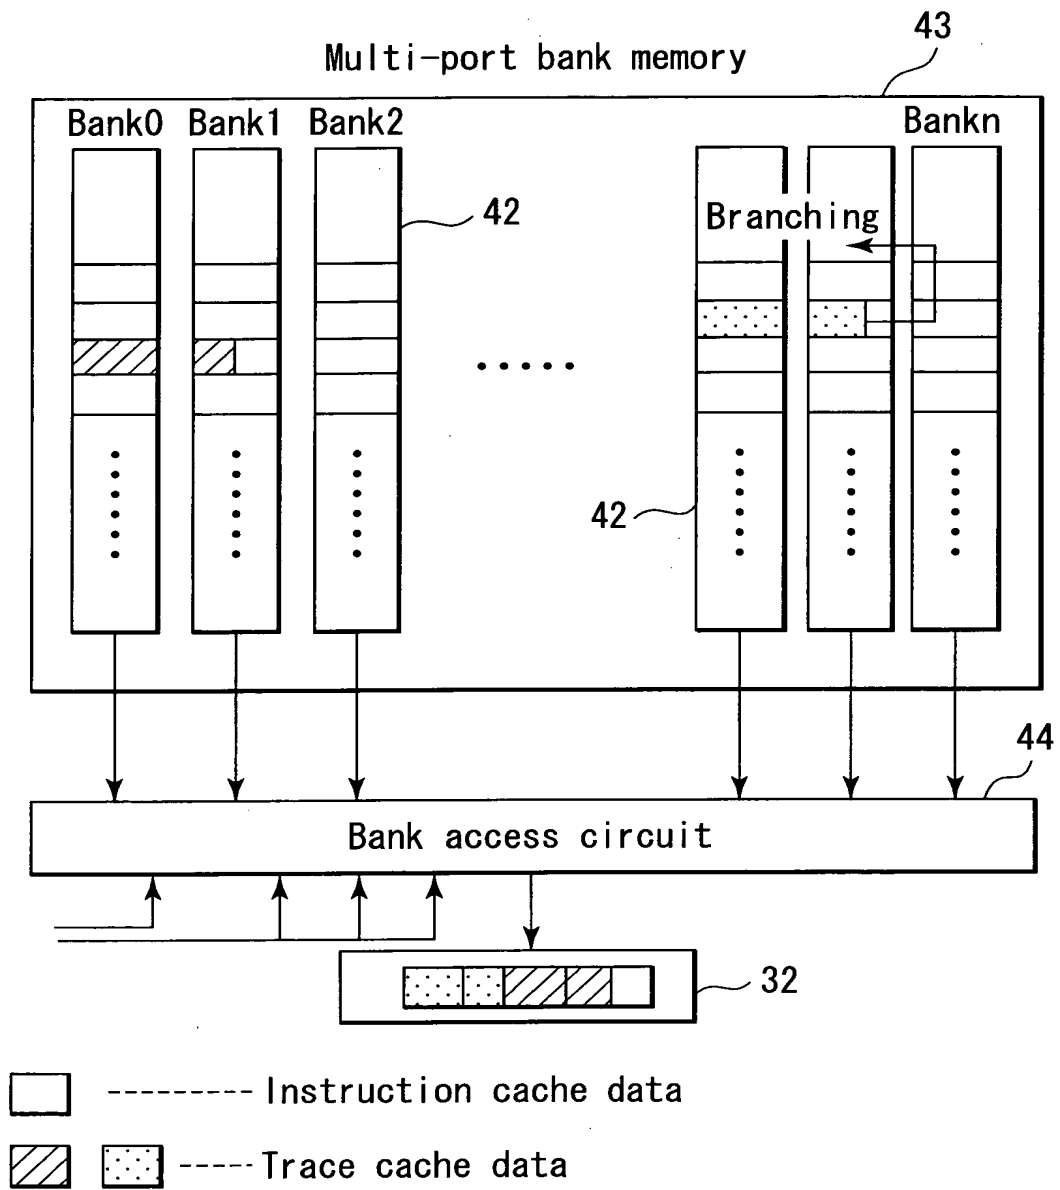 43
Multi-port bank memory
Bank0 Bank1 Bank2 Bankn
42
Branching
42
44
Bank access circuit
32
Instruction cache data
Trace cache data